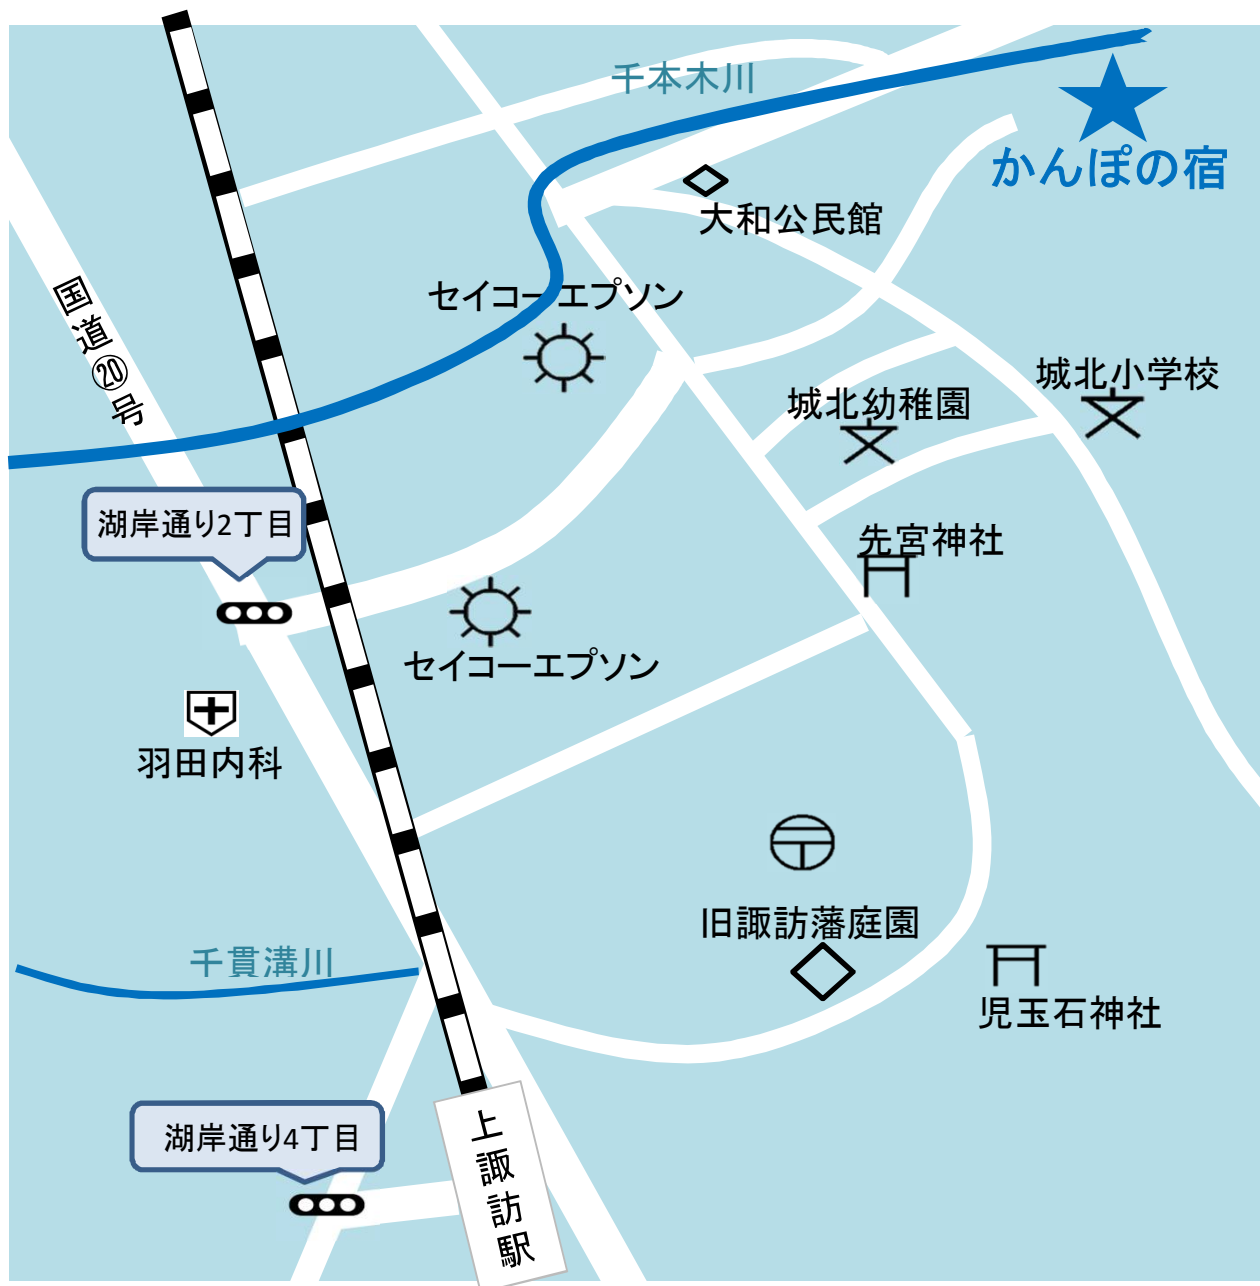 千本木川
かんぽの宿
大和公民館
セイコーエプソン
国道⑳号
城北小学校
城北幼稚園
湖岸通り2丁目
先宮神社
セイコーエプソン
羽田内科
旧諏訪藩庭園
千貫溝川
児玉石神社
湖岸通り4丁目
上諏訪駅